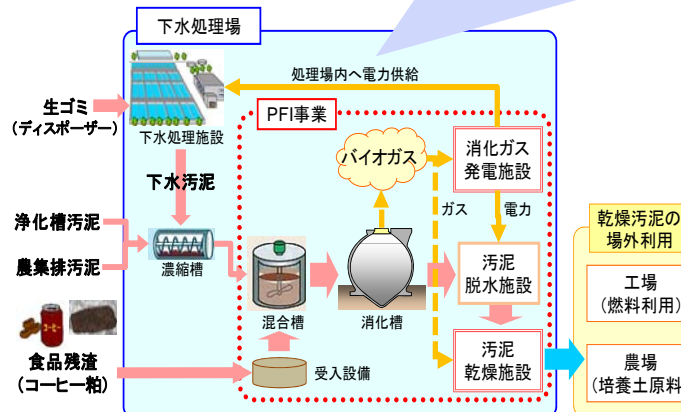 下水処理場
処理場内へ電力供給
生ゴミ
(ディスポーザー)
下水処理施設
PFI事業
バイオガス
消化ガス
発電施設
下水汚泥
ガス
電力
浄化槽汚泥
農集排汚泥
濃縮槽
混合槽
消化槽
汚泥
脱水施設
乾燥汚泥の
場外利用
工場
(燃料利用)
食品残渣
(コーヒー粕)
受入設備
汚泥
乾燥施設
農場
(培養土原料